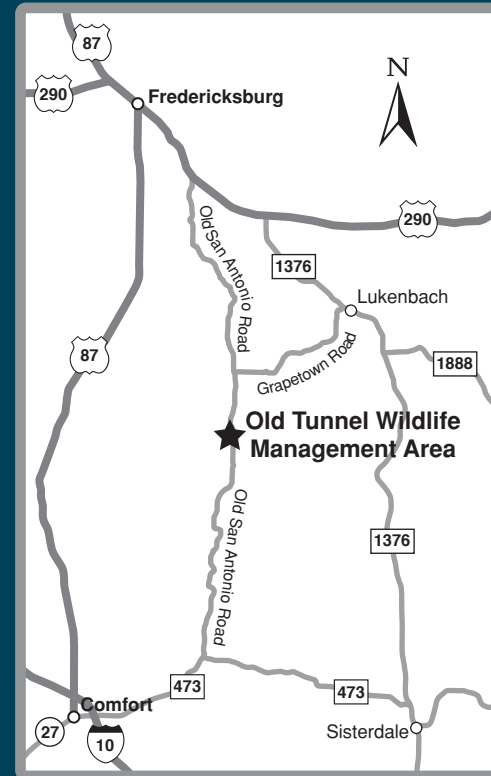 87
290
Fredericksburg
N
Old San Antonio Road
290
1376
Lukenbach
87
Grapetown Road
1888
Old Tunnel Wildlife
Management Area
Old San Antonio Road
1376
473
473
Comfort
27
10
Sisterdale